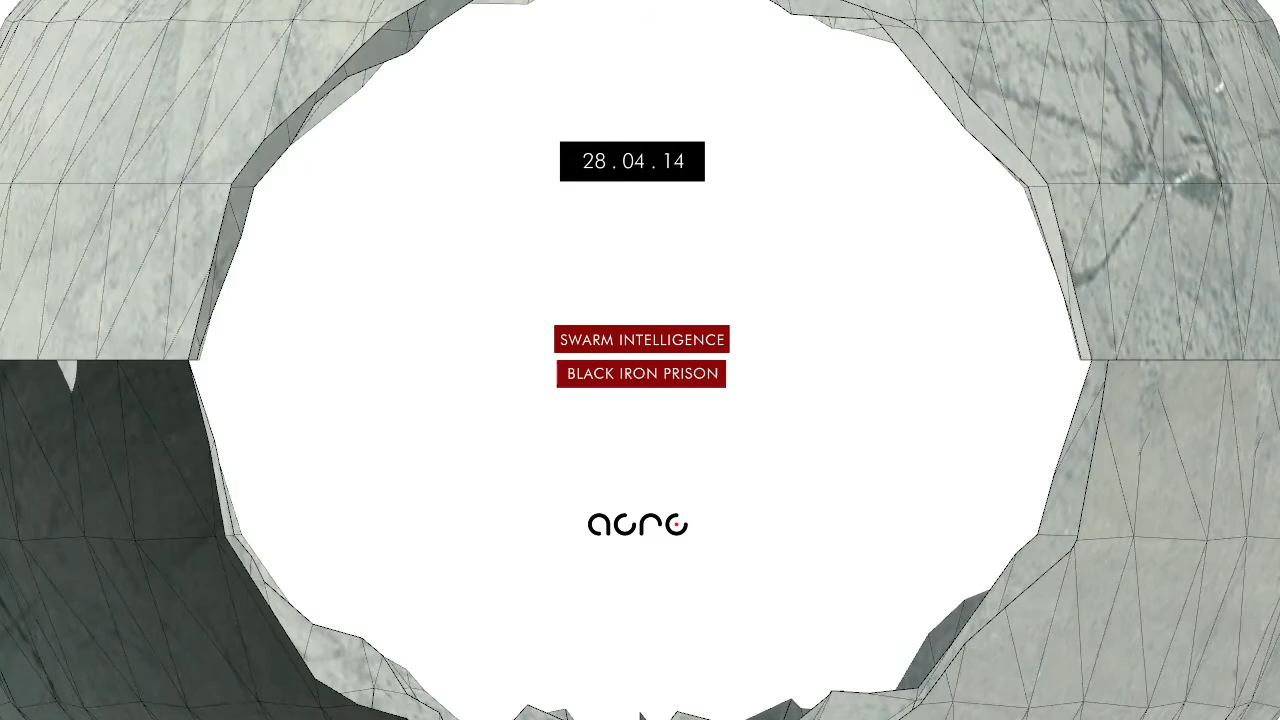 28 . 04 . 14
SWARM INTELLIGENCE
BLACK IRON PRISON
acre